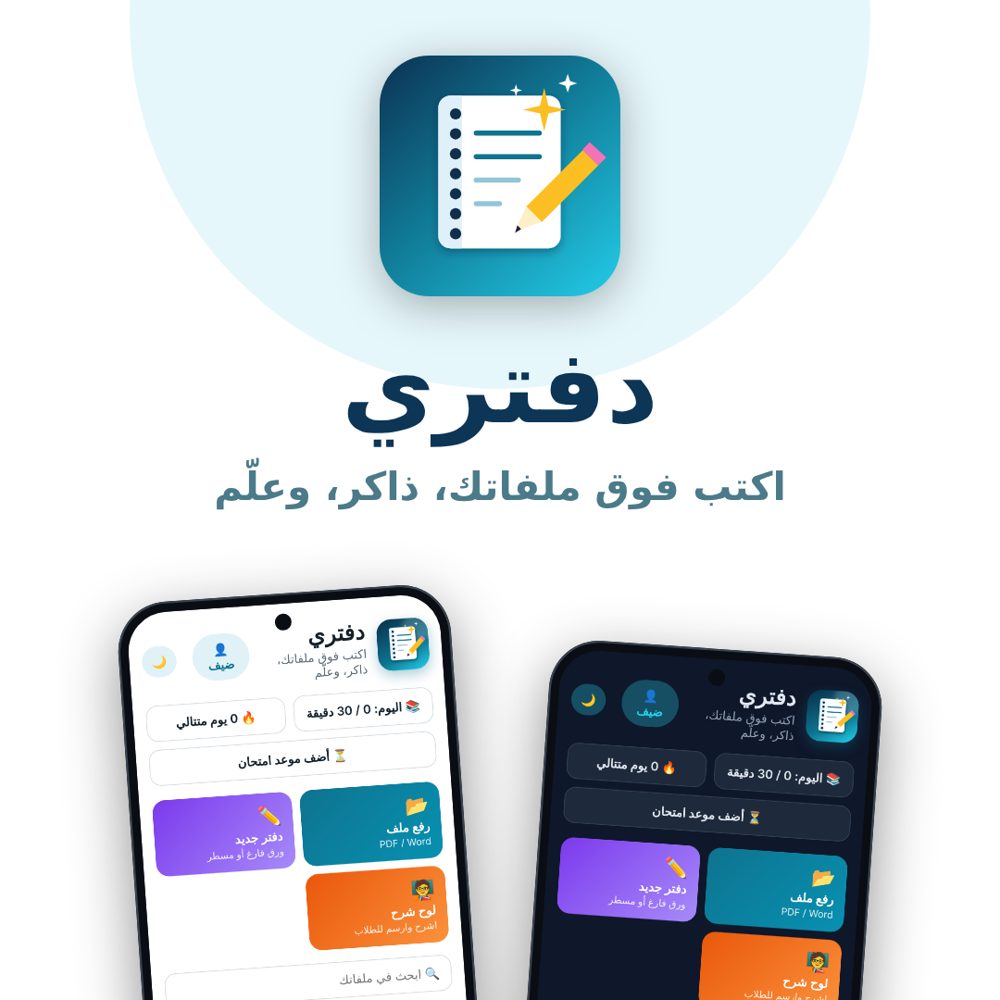 دفتري
اكتب فوق ملفاتك، ذاكر، وعلّم
دفتري
اكتب فوق ملفاتك،
ذاكر، وعلّم
👤
ضيف
🌙
📚 اليوم: 0 / 30 دقيقة
🔥 0 يوم متتالي
⏳ أضف موعد امتحان
📂
رفع ملف
PDF / Word
✏️
دفتر جديد
ورق فارغ أو مسطر
👩‍🏫
لوح شرح
اشرح وارسم للطلاب
🔍 ابحث في ملفاتك
دفتري
اكتب فوق ملفاتك،
ذاكر، وعلّم
👤
ضيف
🌙
📚 اليوم: 0 / 30 دقيقة
🔥 0 يوم متتالي
⏳ أضف موعد امتحان
📂
رفع ملف
PDF / Word
✏️
دفتر جديد
ورق فارغ أو مسطر
👩‍🏫
لوح شرح
اشرح وارسم للطلاب